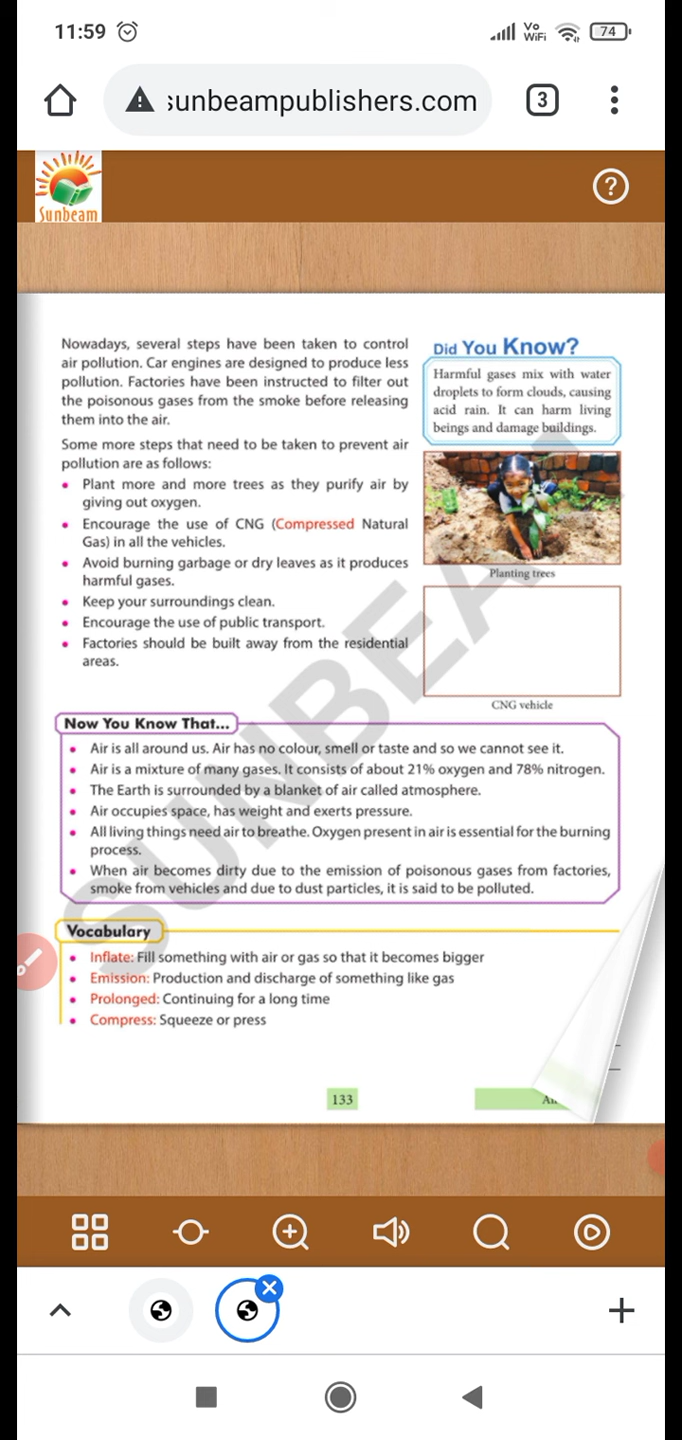 11:59
Vo
WiFi
74
sunbeampublishers.com
3
Sunbeam
?
Nowadays, several steps have been taken to control
air pollution. Car engines are designed to produce less
pollution. Factories have been instructed to filter out
the poisonous gases from the smoke before releasing
them into the air.
Some more steps that need to be taken to prevent air
pollution are as follows:
• Plant more and more trees as they purify air by
giving out oxygen.
• Encourage the use of CNG (Compressed Natural
Gas) in all the vehicles.
• Avoid burning garbage or dry leaves as it produces
harmful gases.
• Keep your surroundings clean.
• Encourage the use of public transport.
• Factories should be built away from the residential
areas.
Did You Know?
Harmful gases mix with water
droplets to form clouds, causing
acid rain. It can harm living
beings and damage buildings.
Planting trees
CNG vehicle
Now You Know That...
• Air is all around us. Air has no colour, smell or taste and so we cannot see it.
• Air is a mixture of many gases. It consists of about 21% oxygen and 78% nitrogen.
• The Earth is surrounded by a blanket of air called atmosphere.
• Air occupies space, has weight and exerts pressure.
• All living things need air to breathe. Oxygen present in air is essential for the burning
process.
• When air becomes dirty due to the emission of poisonous gases from factories,
smoke from vehicles and due to dust particles, it is said to be polluted.
Vocabulary
• Inflate: Fill something with air or gas so that it becomes bigger
• Emission: Production and discharge of something like gas
• Prolonged: Continuing for a long time
• Compress: Squeeze or press
133
SUNBEAM